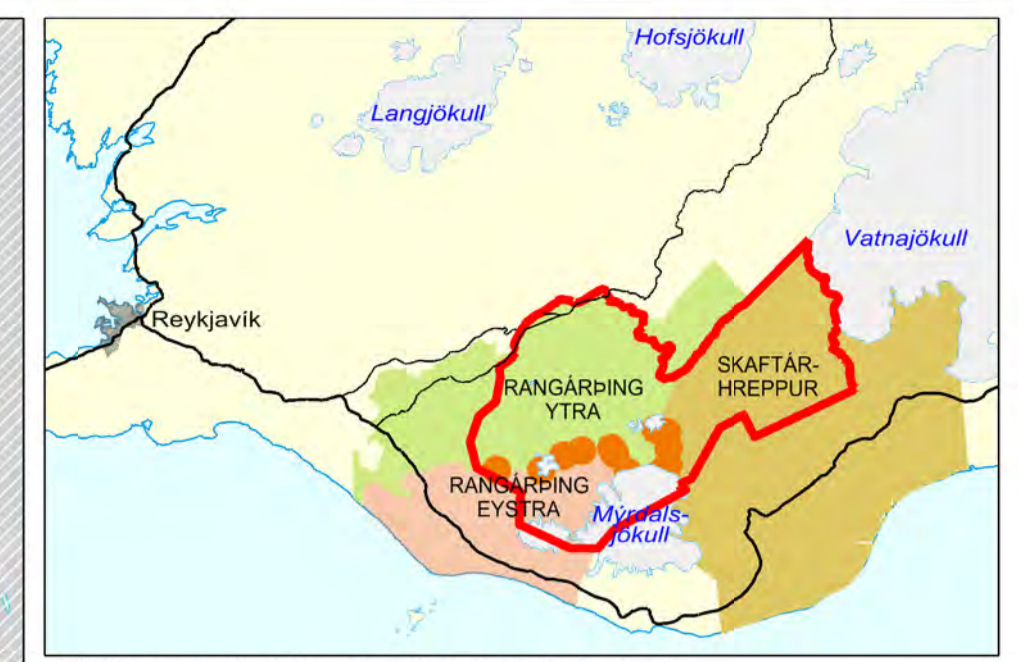 Hofsjökull
Langjökull
Vatnajökull
Reykjavík
SKAFTÁR-
HREPPUR
RANGÁRÞING
YTRA
RANGÁRÞING
EYSTRA
Mýrdals-
jökull